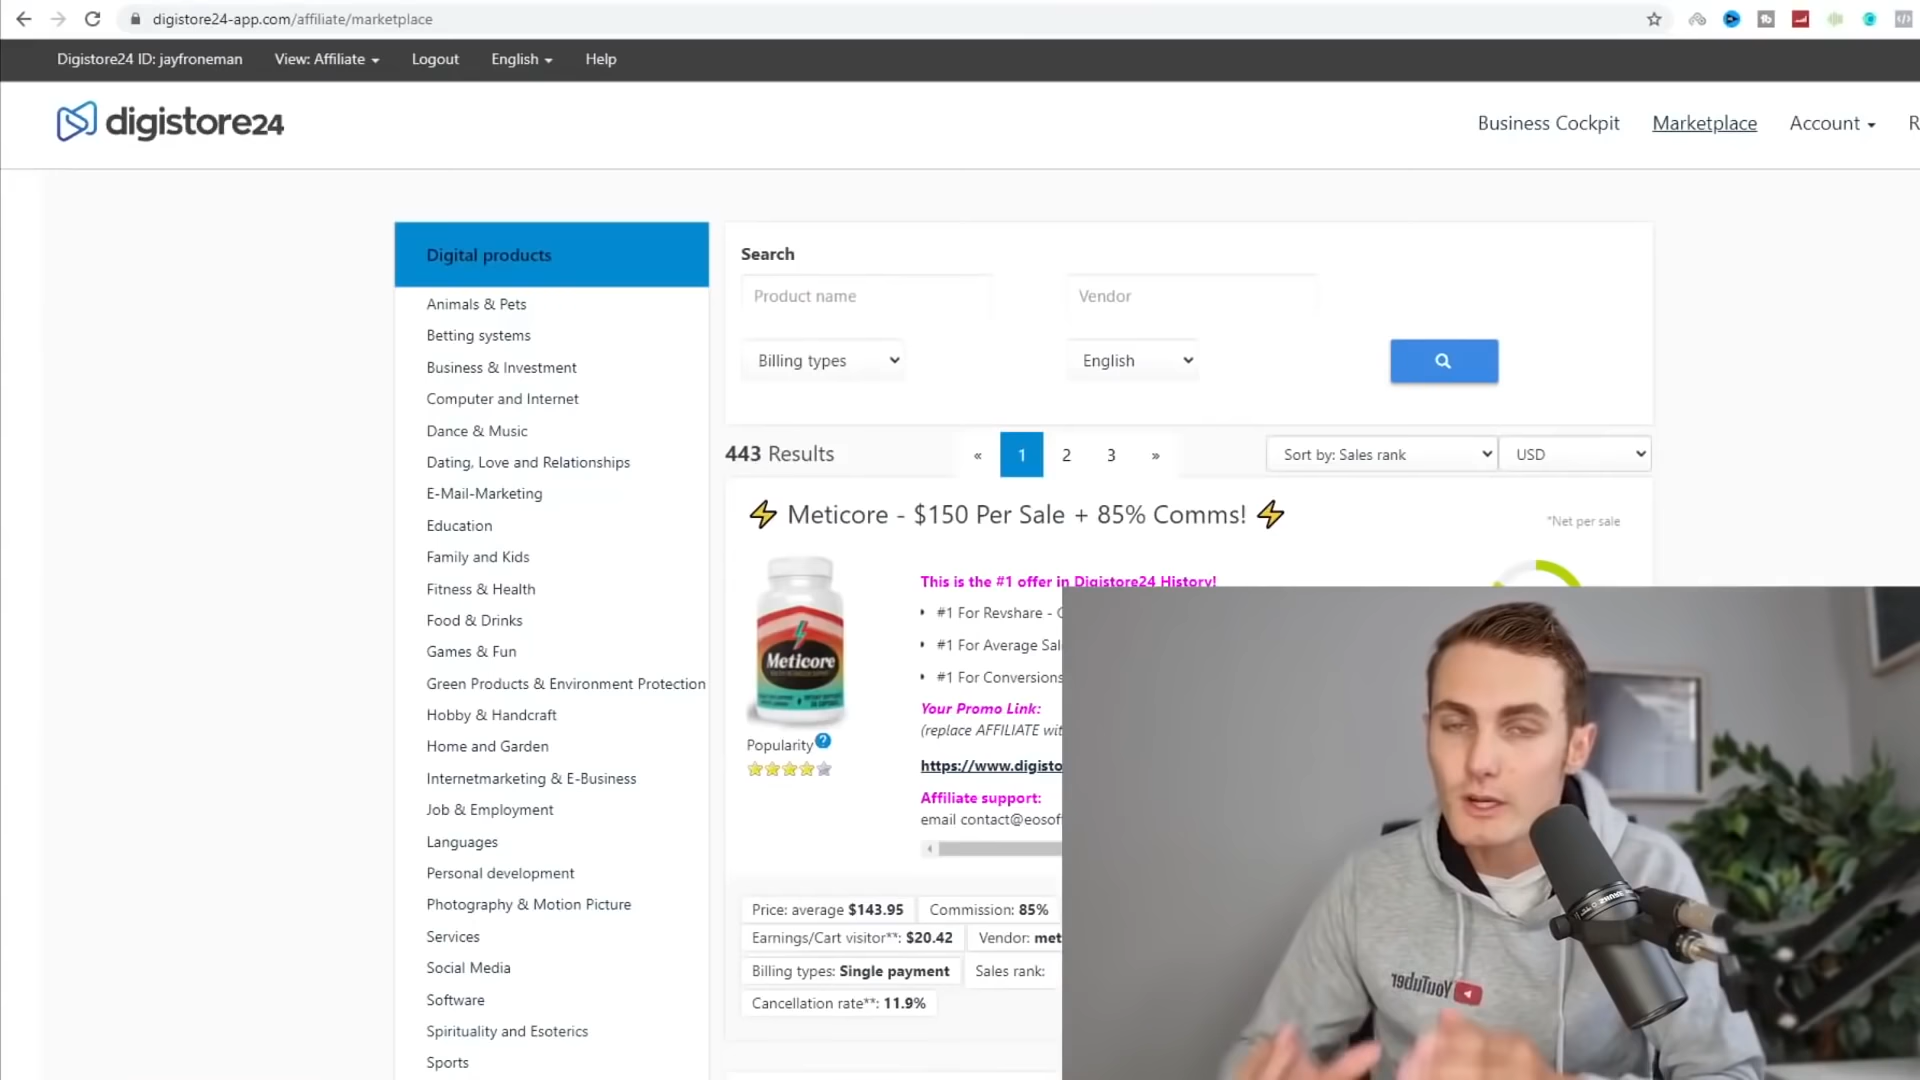 digistore24-app.com/affiliate/marketplace
Digistore24 ID: jayfroneman
View: Affiliate
Logout
English
Help
digistore24
Business Cockpit
Marketplace
Account
R
Digital products
Animals & Pets
Betting systems
Business & Investment
Computer and Internet
Dance & Music
Dating, Love and Relationships
E-Mail-Marketing
Education
Family and Kids
Fitness & Health
Food & Drinks
Games & Fun
Green Products & Environment Protection
Hobby & Handcraft
Home and Garden
Internetmarketing & E-Business
Job & Employment
Languages
Personal development
Photography & Motion Picture
Services
Social Media
Software
Spirituality and Esoterics
Sports
Search
Product name
Vendor
Billing types
English
443 Results
« 1 2 3 »
Sort by: Sales rank
USD
⚡ Meticore - $150 Per Sale + 85% Comms! ⚡
*Net per sale
Meticore
Popularity ?
This is the #1 offer in Digistore24 History!
#1 For Revshare -
#1 For Average Sal
#1 For Conversions
Your Promo Link:
(replace AFFILIATE wit
https://www.digisto
Affiliate support:
email contact@eosof
Price: average $143.95
Commission: 85%
Earnings/Cart visitor**: $20.42
Vendor: met
Billing types: Single payment
Sales rank:
Cancellation rate**: 11.9%
YouTuber